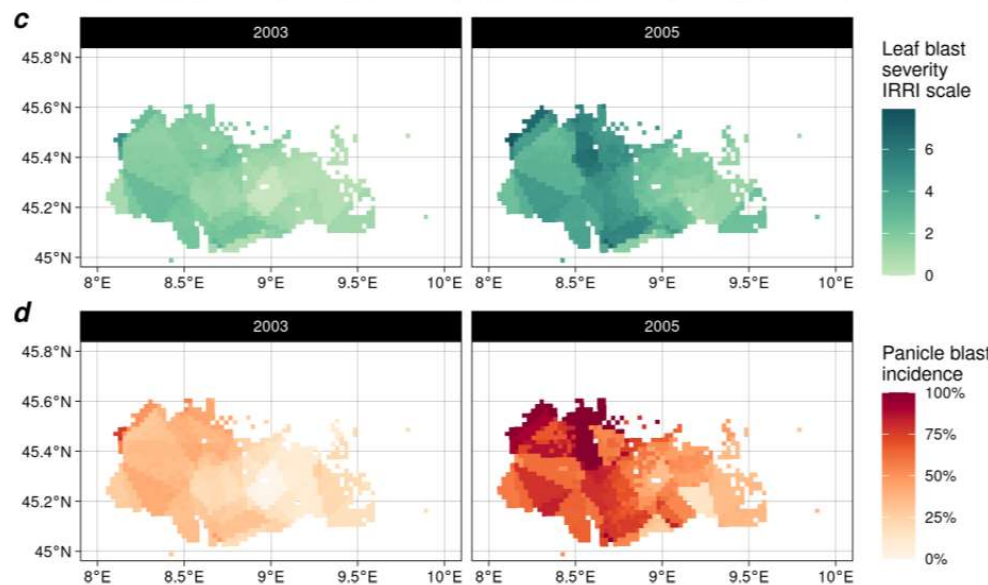 c
2003
2005
45.8°N
45.6°N
45.4°N
45.2°N
45°N
8°E 8.5°E 9°E 9.5°E 10°E
8°E 8.5°E 9°E 9.5°E 10°E
Leaf blast
severity
IRRI scale
6
4
2
0
d
2003
2005
45.8°N
45.6°N
45.4°N
45.2°N
45°N
8°E 8.5°E 9°E 9.5°E 10°E
8°E 8.5°E 9°E 9.5°E 10°E
Panicle blast
incidence
100%
75%
50%
25%
0%